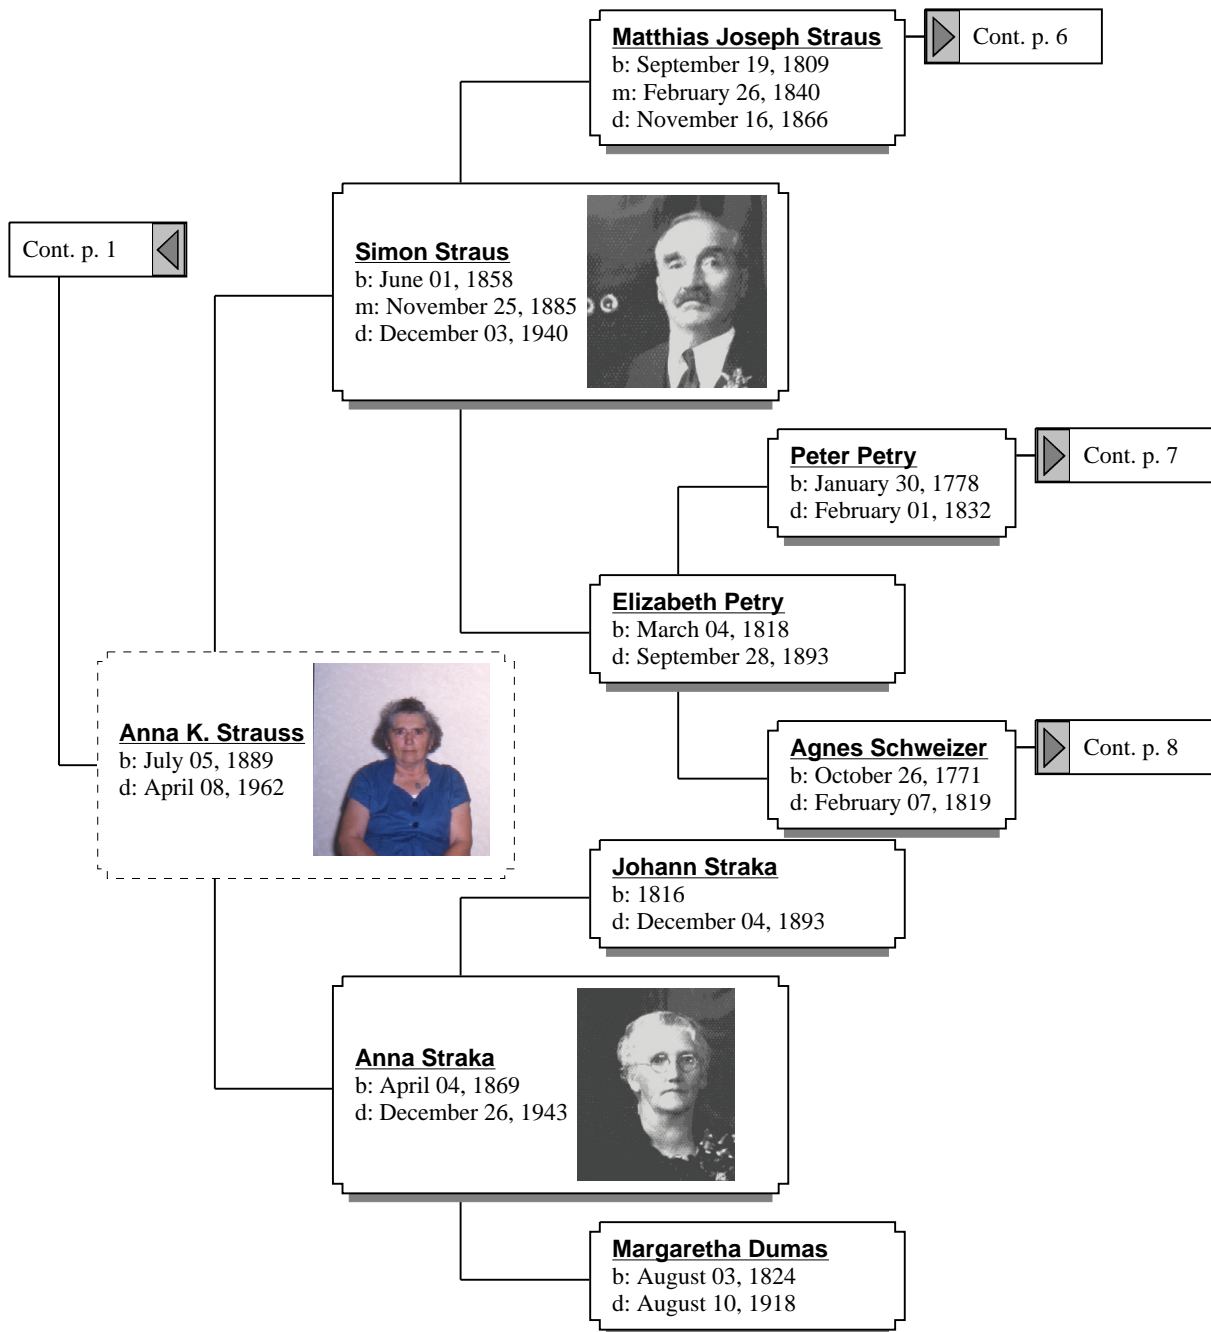 Matthias Joseph Straus
b: September 19, 1809
m: February 26, 1840
d: November 16, 1866
Cont. p. 6
Cont. p. 1
Simon Straus
b: June 01, 1858
m: November 25, 1885
d: December 03, 1940
Peter Petry
b: January 30, 1778
d: February 01, 1832
Cont. p. 7
Elizabeth Petry
b: March 04, 1818
d: September 28, 1893
Anna K. Strauss
b: July 05, 1889
d: April 08, 1962
Agnes Schweizer
b: October 26, 1771
d: February 07, 1819
Cont. p. 8
Johann Straka
b: 1816
d: December 04, 1893
Anna Straka
b: April 04, 1869
d: December 26, 1943
Margaretha Dumas
b: August 03, 1824
d: August 10, 1918